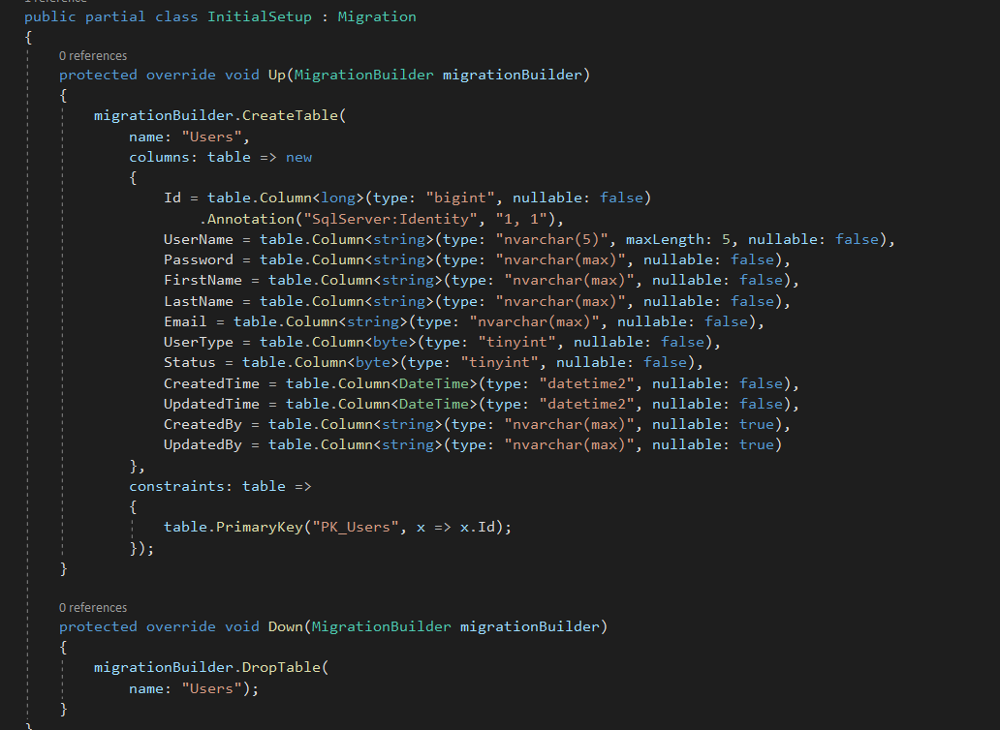 1 reference
public partial class InitialSetup : Migration
{
0 references
protected override void Up(MigrationBuilder migrationBuilder)
{
migrationBuilder.CreateTable(
name: "Users",
columns: table => new
{
Id = table.Column<long>(type: "bigint", nullable: false)
.Annotation("SqlServer:Identity", "1, 1"),
UserName = table.Column<string>(type: "nvarchar(5)", maxLength: 5, nullable: false),
Password = table.Column<string>(type: "nvarchar(max)", nullable: false),
FirstName = table.Column<string>(type: "nvarchar(max)", nullable: false),
LastName = table.Column<string>(type: "nvarchar(max)", nullable: false),
Email = table.Column<string>(type: "nvarchar(max)", nullable: false),
UserType = table.Column<byte>(type: "tinyint", nullable: false),
Status = table.Column<byte>(type: "tinyint", nullable: false),
CreatedTime = table.Column<DateTime>(type: "datetime2", nullable: false),
UpdatedTime = table.Column<DateTime>(type: "datetime2", nullable: false),
CreatedBy = table.Column<string>(type: "nvarchar(max)", nullable: true),
UpdatedBy = table.Column<string>(type: "nvarchar(max)", nullable: true)
},
constraints: table =>
{
table.PrimaryKey("PK_Users", x => x.Id);
});
}
0 references
protected override void Down(MigrationBuilder migrationBuilder)
{
migrationBuilder.DropTable(
name: "Users");
}
}